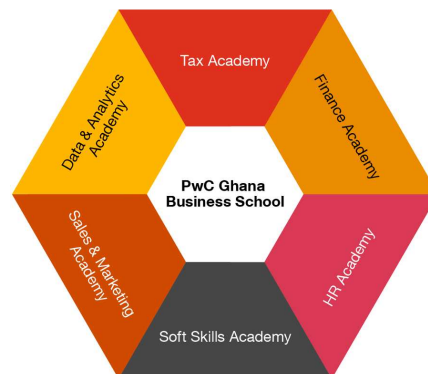 Tax Academy
Finance Academy
HR Academy
Soft Skills Academy
Sales & Marketing
Academy
Data & Analytics
Academy
PwC Ghana
Business School